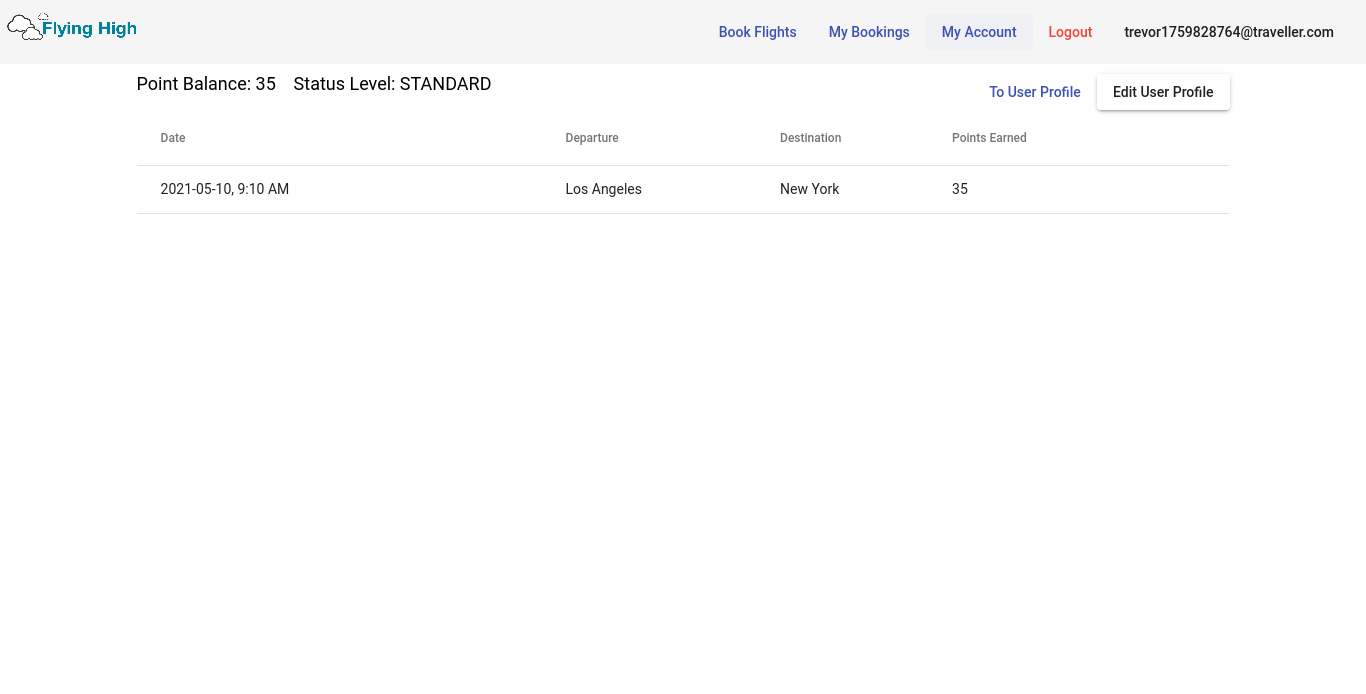 Flying High
Book Flights My Bookings My Account Logout trevor1759828764@traveller.com
Point Balance: 35 Status Level: STANDARD
To User Profile Edit User Profile
Date Departure Destination Points Earned
2021-05-10, 9:10 AM Los Angeles New York 35